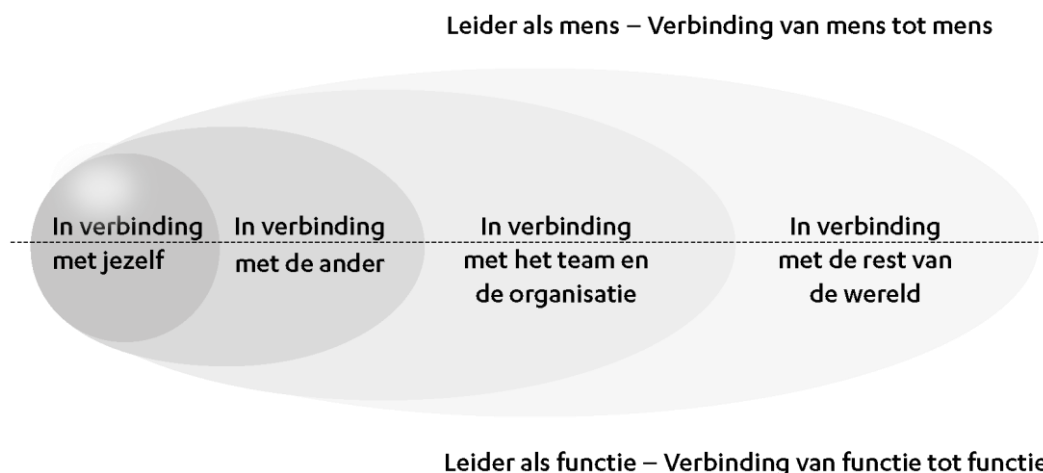 Leider als mens – Verbinding van mens tot mens
In verbinding
met jezelf
In verbinding
met de ander
In verbinding
met het team en
de organisatie
In verbinding
met de rest van
de wereld
Leider als functie – Verbinding van functie tot functie